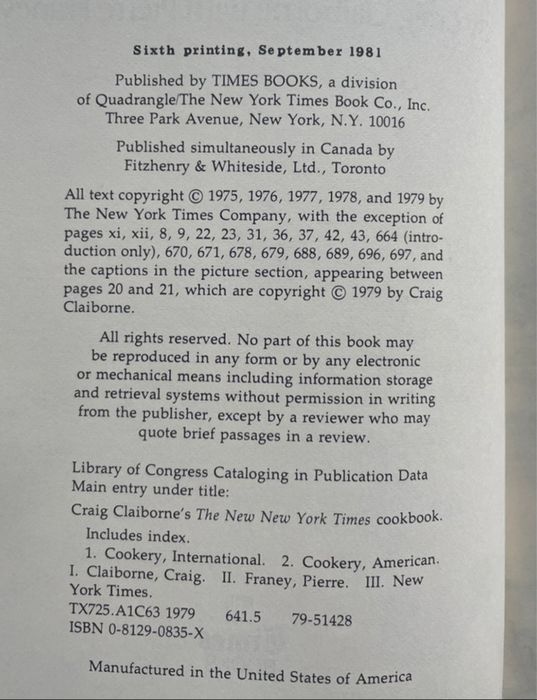 Sixth printing, September 1981
Published by TIMES BOOKS, a division
of Quadrangle/The New York Times Book Co., Inc.
Three Park Avenue, New York, N.Y. 10016
Published simultaneously in Canada by
Fitzhenry & Whiteside, Ltd., Toronto
All text copyright © 1975, 1976, 1977, 1978, and 1979 by
The New York Times Company, with the exception of
pages xi, xii, 8, 9, 22, 23, 31, 36, 37, 42, 43, 664 (intro-
duction only), 670, 671, 678, 679, 688, 689, 696, 697, and
the captions in the picture section, appearing between
pages 20 and 21, which are copyright © 1979 by Craig
Claiborne.
All rights reserved. No part of this book may
be reproduced in any form or by any electronic
or mechanical means including information storage
and retrieval systems without permission in writing
from the publisher, except by a reviewer who may
quote brief passages in a review.
Library of Congress Cataloging in Publication Data
Main entry under title:
Craig Claiborne's The New New York Times cookbook.
Includes index.
1. Cookery, International. 2. Cookery, American.
I. Claiborne, Craig. II. Franey, Pierre. III. New
York Times.
TX725.A1C63 1979 641.5 79-51428
ISBN 0-8129-0835-X
Manufactured in the United States of America